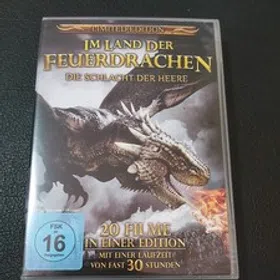 LIMITED EDITION
IM LAND DER
FEUERDRACHEN
DIE SCHLACHT DER HEERE
FSK
16
20 FILME
IN EINER EDITION
MIT EINER LAUFZEIT
VON FAST 30 STUNDEN